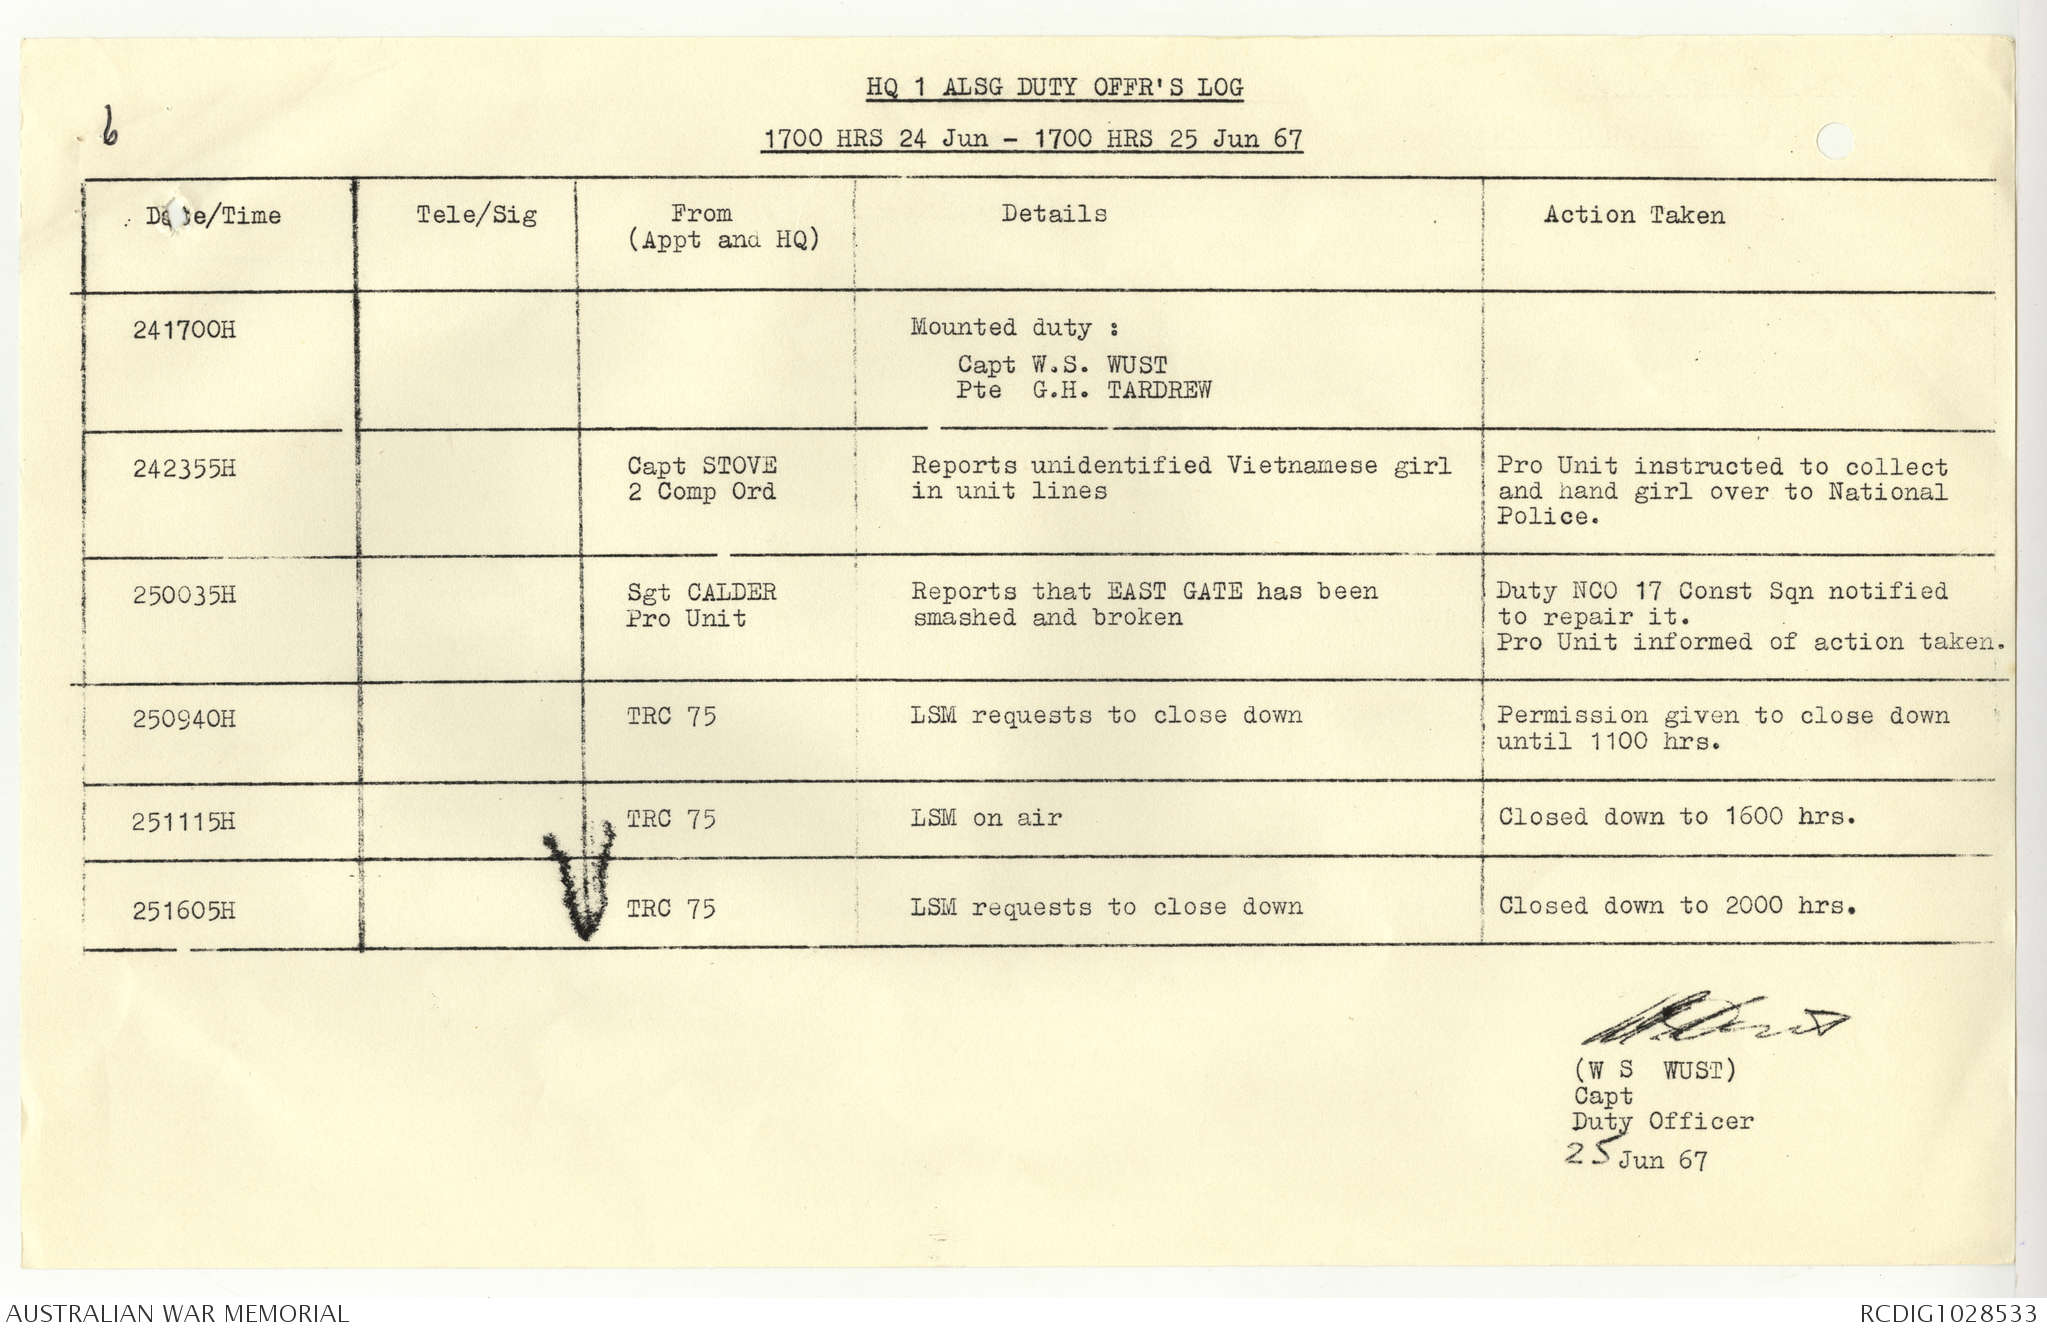 6
HQ 1 ALSG DUTY OFFR'S LOG
1700 HRS 24 Jun - 1700 HRS 25 Jun 67
Date/Time
Tele/Sig
From
(Appt and HQ)
Details
Action Taken
241700H
Mounted duty :
Capt W.S. WUST
Pte G.H. TARDREW
242355H
Capt STOVE
2 Comp Ord
Reports unidentified Vietnamese girl
in unit lines
Pro Unit instructed to collect
and hand girl over to National
Police.
250035H
Sgt CALDER
Pro Unit
Reports that EAST GATE has been
smashed and broken
Duty NCO 17 Const Sqn notified
to repair it.
Pro Unit informed of action taken.
250940H
TRC 75
LSM requests to close down
Permission given to close down
until 1100 hrs.
251115H
TRC 75
LSM on air
Closed down to 1600 hrs.
251605H
TRC 75
LSM requests to close down
Closed down to 2000 hrs.
(W S WUST)
Capt
Duty Officer
25 Jun 67
AUSTRALIAN WAR MEMORIAL
RCDIG1028533